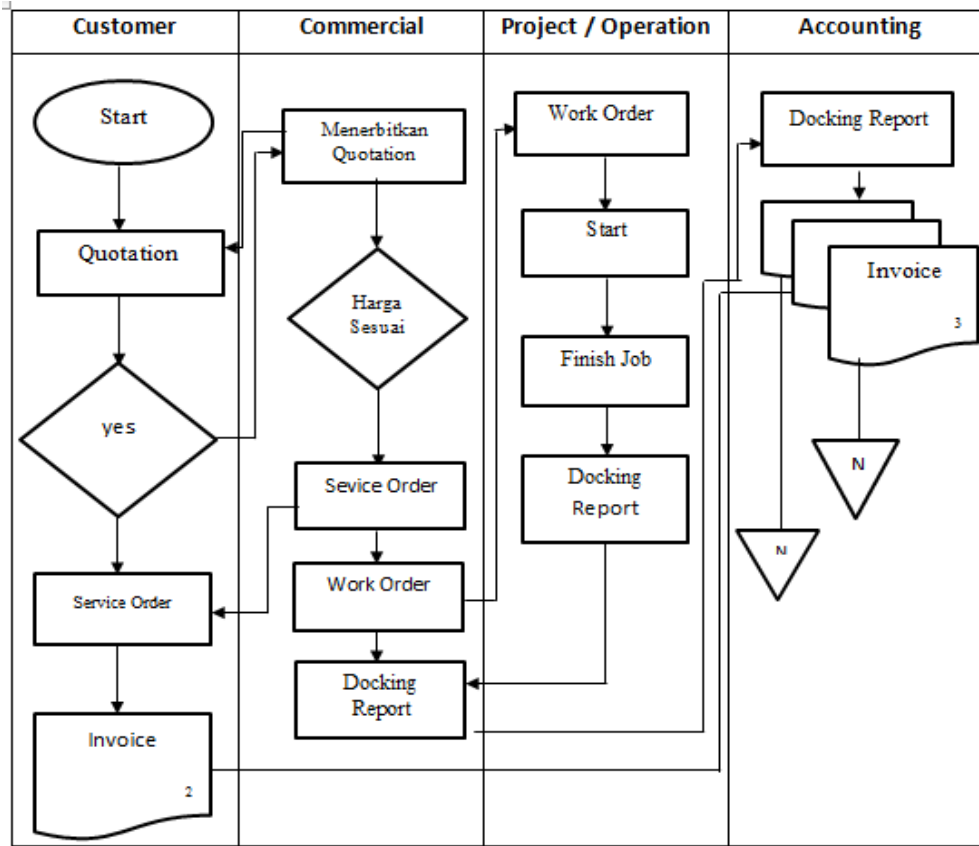 Customer
Commercial
Project / Operation
Accounting
Start
Quotation
yes
Service Order
Invoice
2
Menerbitkan
Quotation
Harga
Sesuai
Sevice Order
Work Order
Docking
Report
Work Order
Start
Finish Job
Docking
Report
Docking Report
Invoice
3
N
N